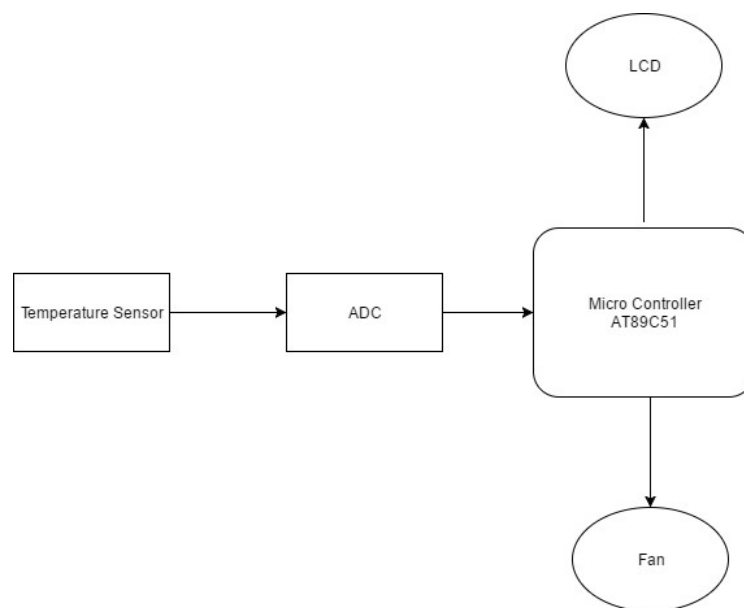 LCD
Temperature Sensor
ADC
Micro Controller
AT89C51
Fan